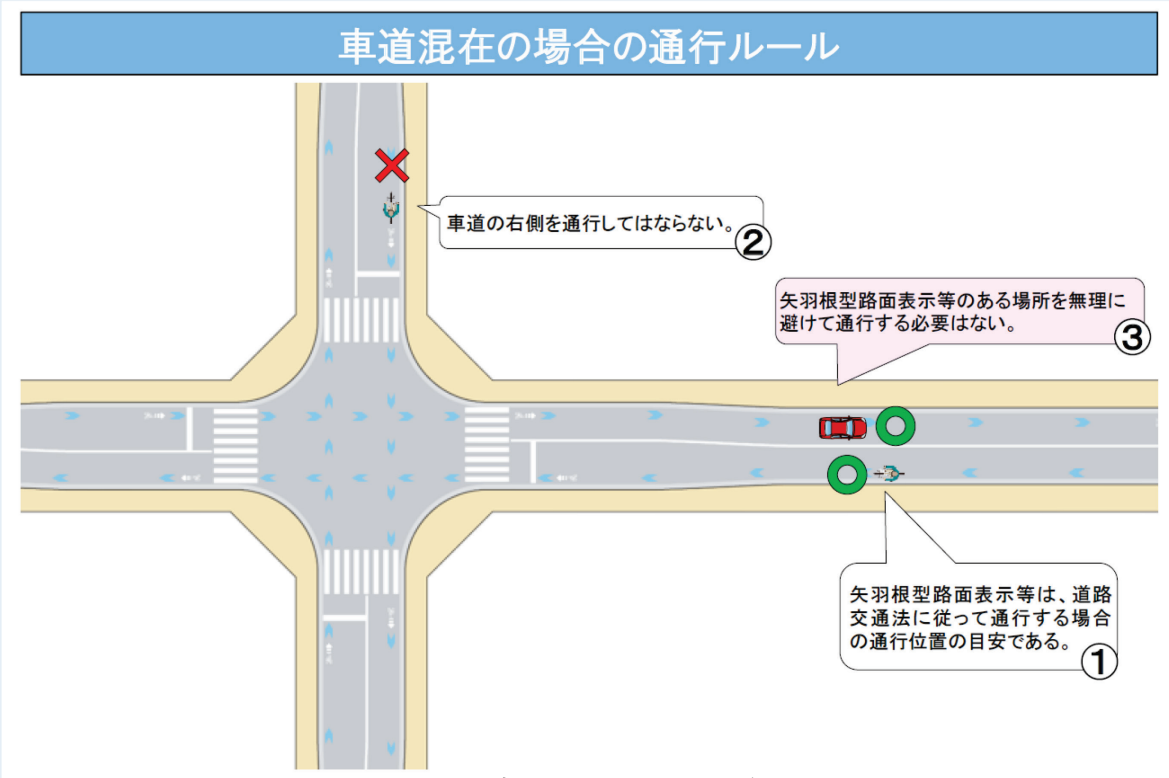 車道混在の場合の通行ルール
車道の右側を通行してはならない。
②
矢羽根型路面表示等のある場所を無理に
避けて通行する必要はない。
③
矢羽根型路面表示等は、道路
交通法に従って通行する場合
の通行位置の目安である。
①